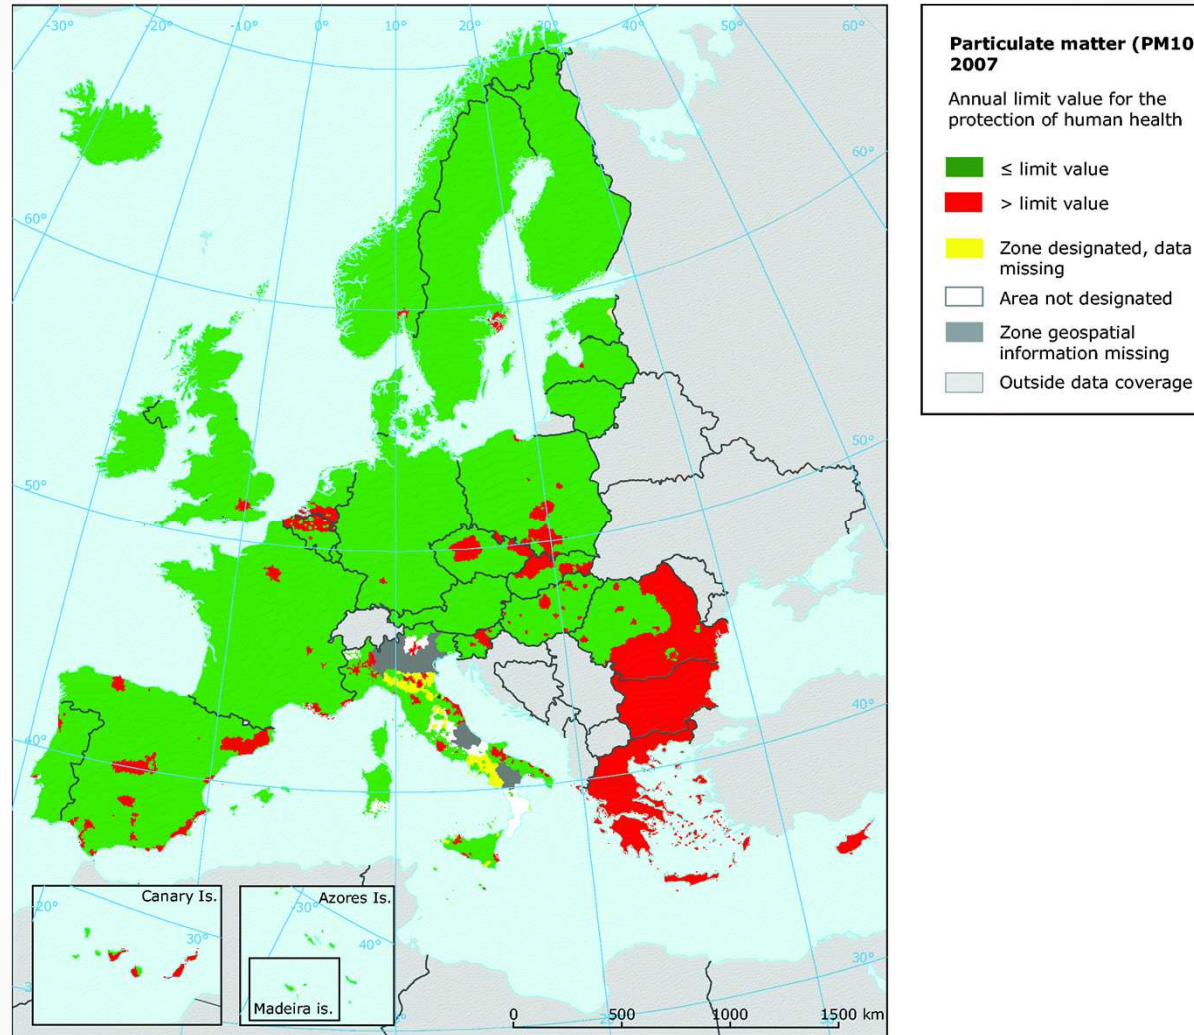 -30° -20° -10° 0° 10° 20° 30° 40° 50° 60°
60°
60°
50°
50°
40°
40°
30°
Canary Is.
-20°
30°
Azores Is.
-30°
40°
Madeira is.
0 500 1000 1500 km
Particulate matter (PM10
2007
Annual limit value for the
protection of human health
≤ limit value
> limit value
Zone designated, data
missing
Area not designated
Zone geospatial
information missing
Outside data coverage